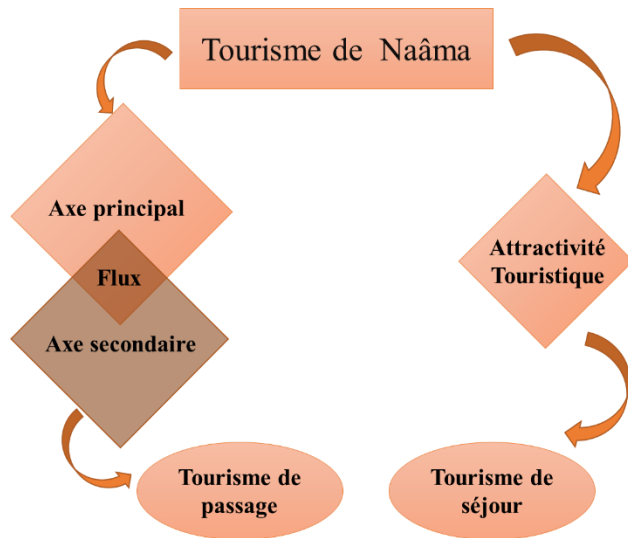 Tourisme de Naâma
Axe principal
Flux
Axe secondaire
Attractivité
Touristique
Tourisme de
passage
Tourisme de
séjour